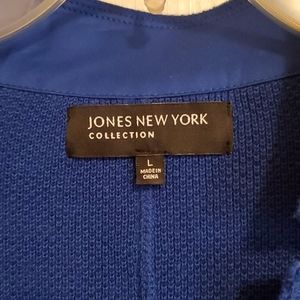 JONES NEW YORK
COLLECTION
L
MADE IN
CHINA